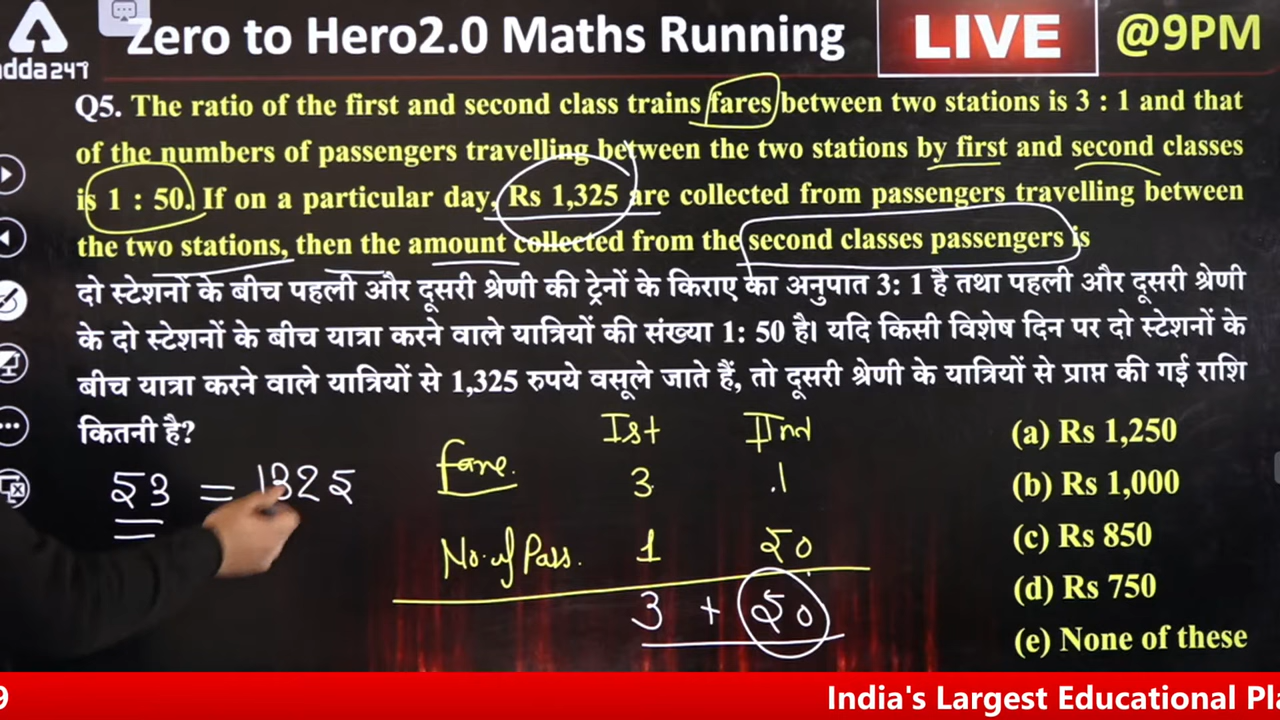 Zero to Hero2.0 Maths Running LIVE @9PM
adda247
Q5. The ratio of the first and second class trains fares between two stations is 3 : 1 and that
of the numbers of passengers travelling between the two stations by first and second classes
is 1 : 50. If on a particular day, Rs 1,325 are collected from passengers travelling between
the two stations, then the amount collected from the second classes passengers is
दो स्टेशनों के बीच पहली और दूसरी श्रेणी की ट्रेनों के किराए का अनुपात 3: 1 है तथा पहली और दूसरी श्रेणी
के दो स्टेशनों के बीच यात्रा करने वाले यात्रियों की संख्या 1: 50 है। यदि किसी विशेष दिन पर दो स्टेशनों के
बीच यात्रा करने वाले यात्रियों से 1,325 रुपये वसूले जाते हैं, तो दूसरी श्रेणी के यात्रियों से प्राप्त की गई राशि
कितनी है?
Ist IInd
fare. 3 1
No. of Pass. 1 50
3 + 50
53 = 1325
(a) Rs 1,250
(b) Rs 1,000
(c) Rs 850
(d) Rs 750
(e) None of these
9 India's Largest Educational Pla